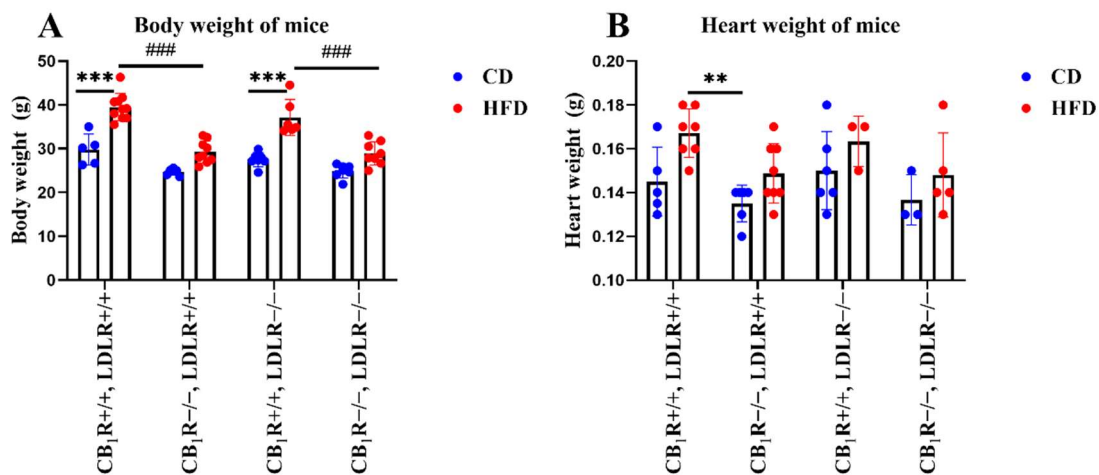 A
Body weight of mice
###
###
***
***
Body weight (g)
50
40
30
20
10
0
CD
HFD
CB₁R+/+, LDLR+/+
CB₁R−/−, LDLR+/+
CB₁R+/+, LDLR−/−
CB₁R−/−, LDLR−/−
B
Heart weight of mice
**
Heart weight (g)
0.20
0.18
0.16
0.14
0.12
0.10
CD
HFD
CB₁R+/+, LDLR+/+
CB₁R−/−, LDLR+/+
CB₁R+/+, LDLR−/−
CB₁R−/−, LDLR−/−